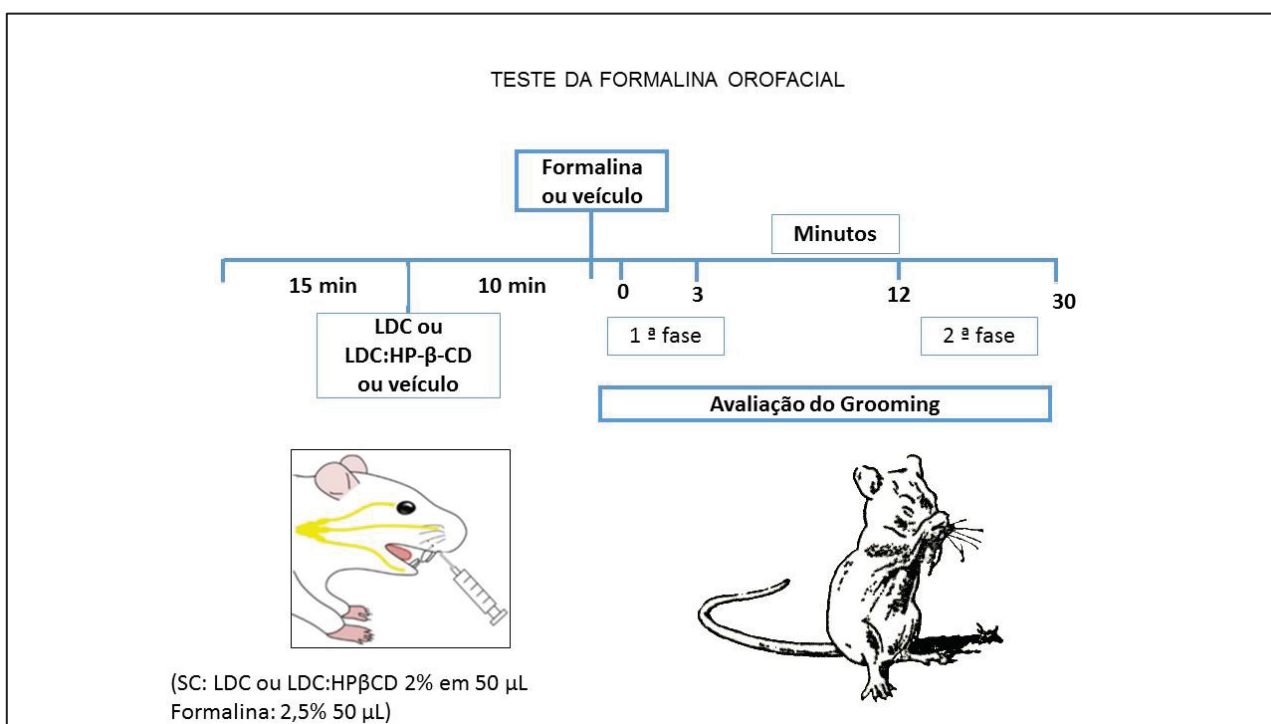 TESTE DA FORMALINA OROFACIAL
Formalina
ou veículo
Minutos
15 min
10 min
0
3
12
30
LDC ou
LDC:HP-β-CD
ou veículo
1 ª fase
2 ª fase
Avaliação do Grooming
(SC: LDC ou LDC:HPβCD 2% em 50 µL
Formalina: 2,5% 50 µL)